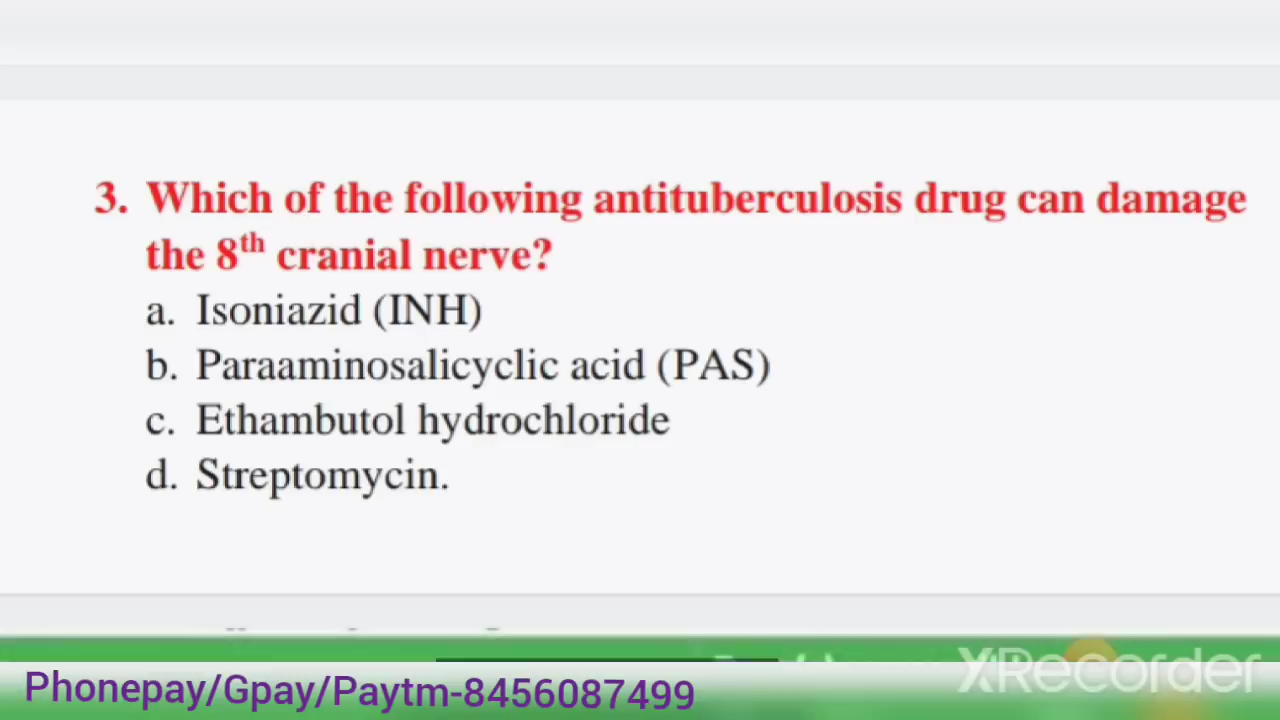 3. Which of the following antituberculosis drug can damage
the 8th cranial nerve?
a. Isoniazid (INH)
b. Paraaminosalicyclic acid (PAS)
c. Ethambutol hydrochloride
d. Streptomycin.
XRecorder
Phonepay/Gpay/Paytm-8456087499